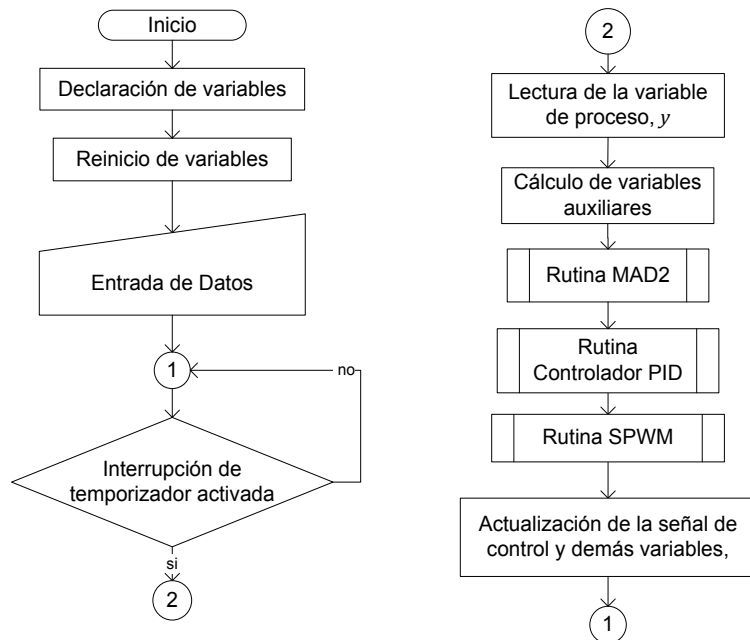 Inicio
Declaración de variables
Reinicio de variables
Entrada de Datos
1
no
Interrupción de
temporizador activada
si
2
2
Lectura de la variable
de proceso, y
Cálculo de variables
auxiliares
Rutina MAD2
Rutina
Controlador PID
Rutina SPWM
Actualización de la señal de
control y demás variables,
1